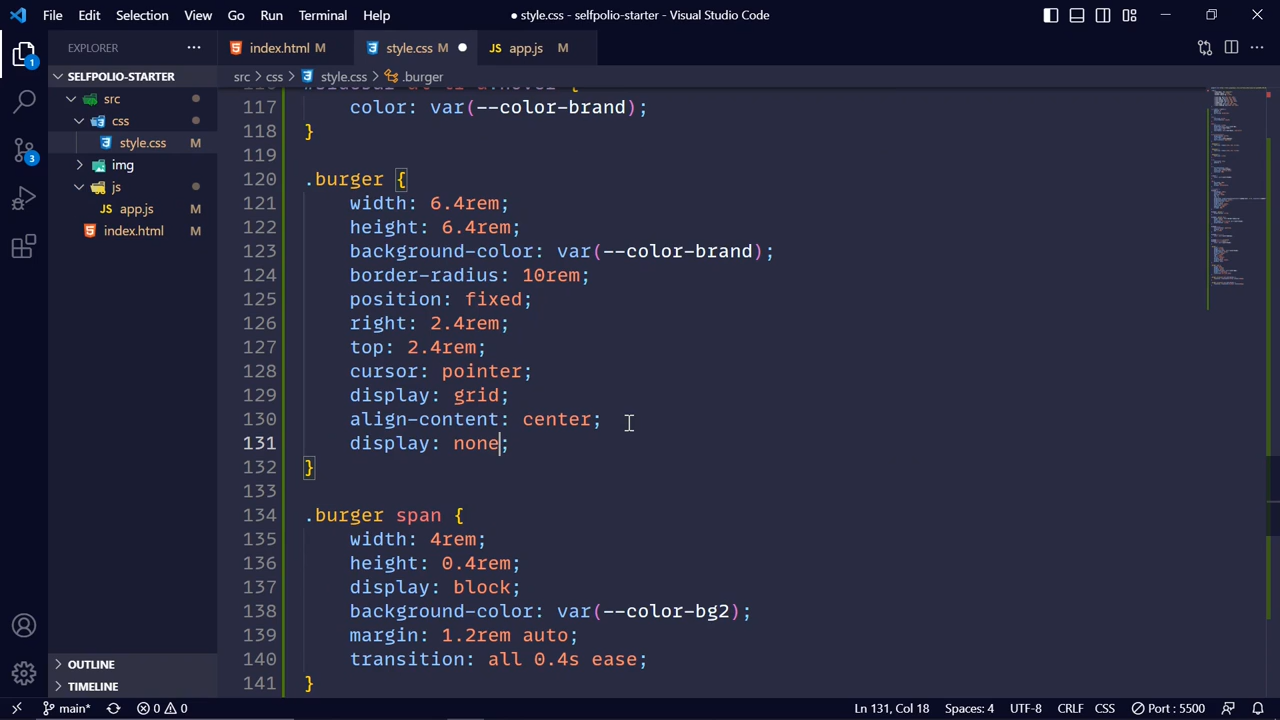 File Edit Selection View Go Run Terminal Help ● style.css - selfpolio-starter - Visual Studio Code
EXPLORER ···
index.html M style.css M ● JS app.js M
SELFPOLIO-STARTER
src > css > style.css > .burger
src
css
style.css M
img
js
JS app.js M
index.html M
1
3
117 color: var(--color-brand);
118 }
119
120 .burger {
121 width: 6.4rem;
122 height: 6.4rem;
123 background-color: var(--color-brand);
124 border-radius: 10rem;
125 position: fixed;
126 right: 2.4rem;
127 top: 2.4rem;
128 cursor: pointer;
129 display: grid;
130 align-content: center;
131 display: none;
132 }
133
134 .burger span {
135 width: 4rem;
136 height: 0.4rem;
137 display: block;
138 background-color: var(--color-bg2);
139 margin: 1.2rem auto;
140 transition: all 0.4s ease;
141 }
OUTLINE
TIMELINE
main* 0 0 Ln 131, Col 18 Spaces: 4 UTF-8 CRLF CSS Port : 5500